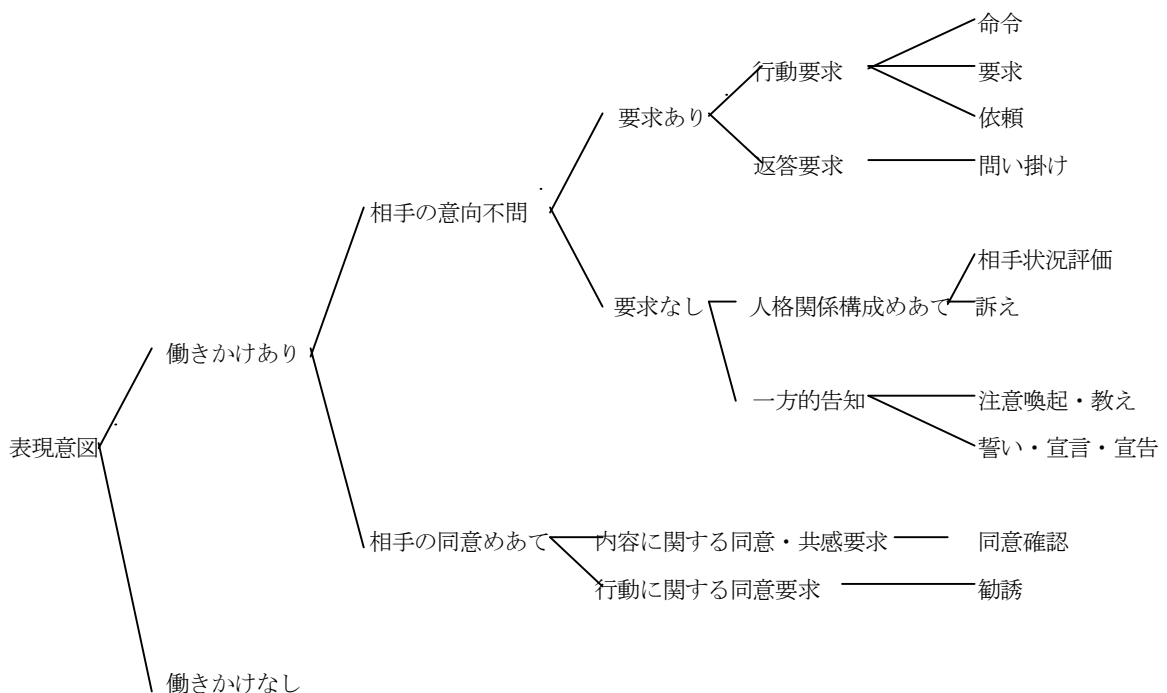 命令
行動要求
要求
要求あり
依頼
返答要求
問い掛け
相手の意向不問
相手状況評価
要求なし
人格関係構成めあて
訴え
働きかけあり
一方的告知
注意喚起・教え
表現意図
誓い・宣言・宣告
相手の同意めあて
内容に関する同意・共感要求
同意確認
行動に関する同意要求
勧誘
働きかけなし